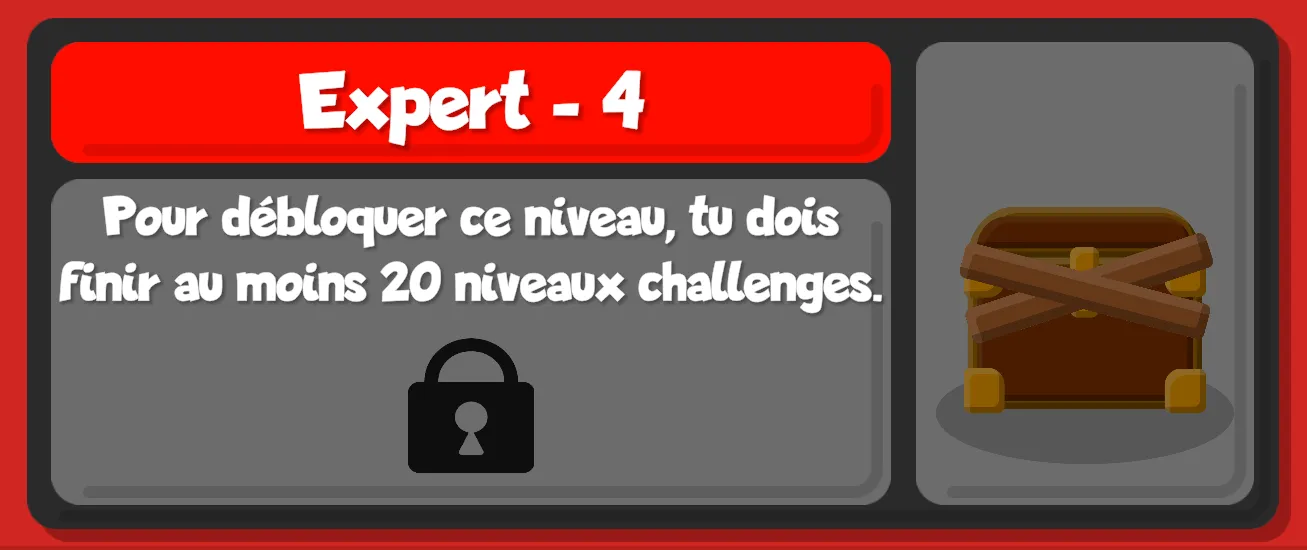 Expert - 4
Pour débloquer ce niveau, tu dois
finir au moins 20 niveaux challenges.